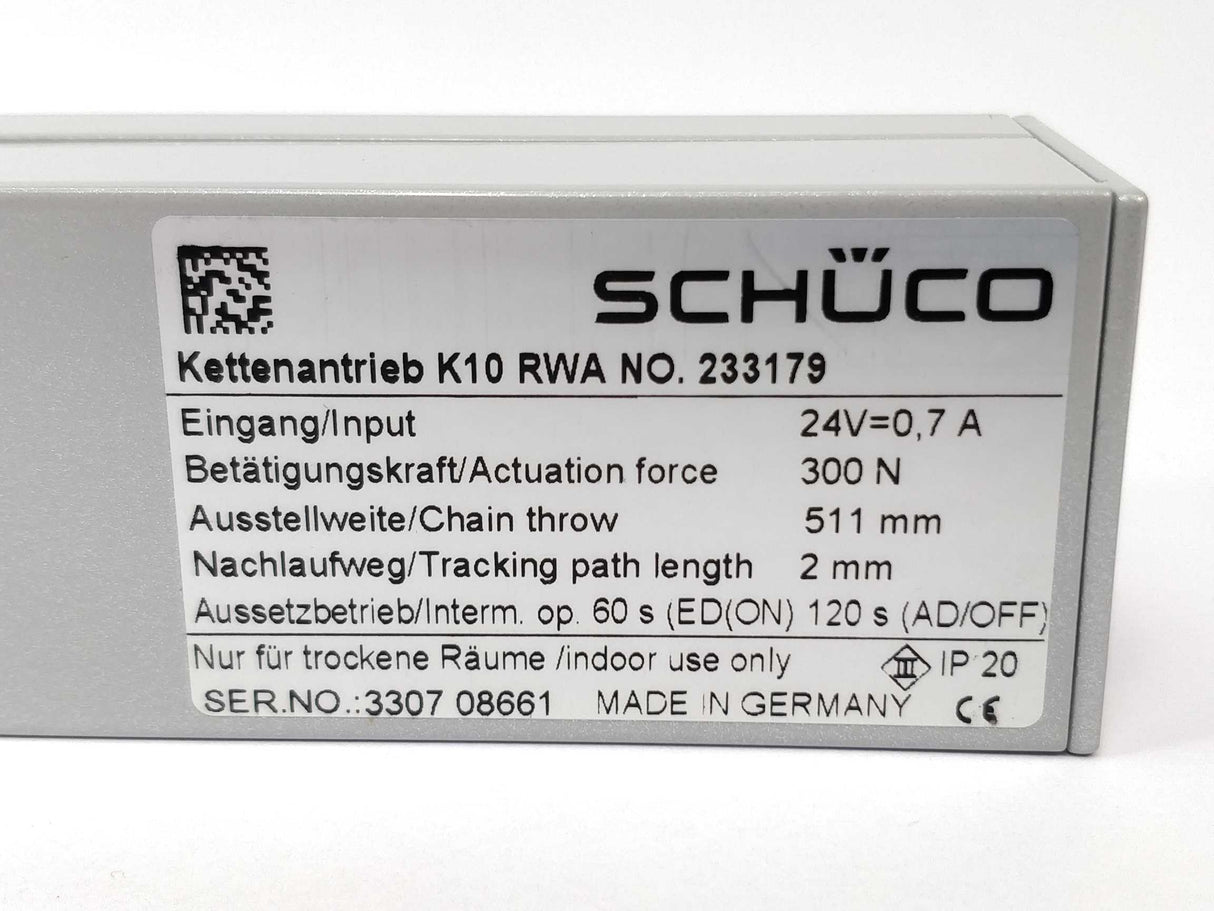 SCHÜCO
Kettenantrieb K10 RWA NO. 233179
Eingang/Input 24V=0,7 A
Betätigungskraft/Actuation force 300 N
Ausstellweite/Chain throw 511 mm
Nachlaufweg/Tracking path length 2 mm
Aussetzbetrieb/Interm. op. 60 s (ED(ON) 120 s (AD/OFF)
Nur für trockene Räume /indoor use only III IP 20
SER.NO.:3307 08661 MADE IN GERMANY CE